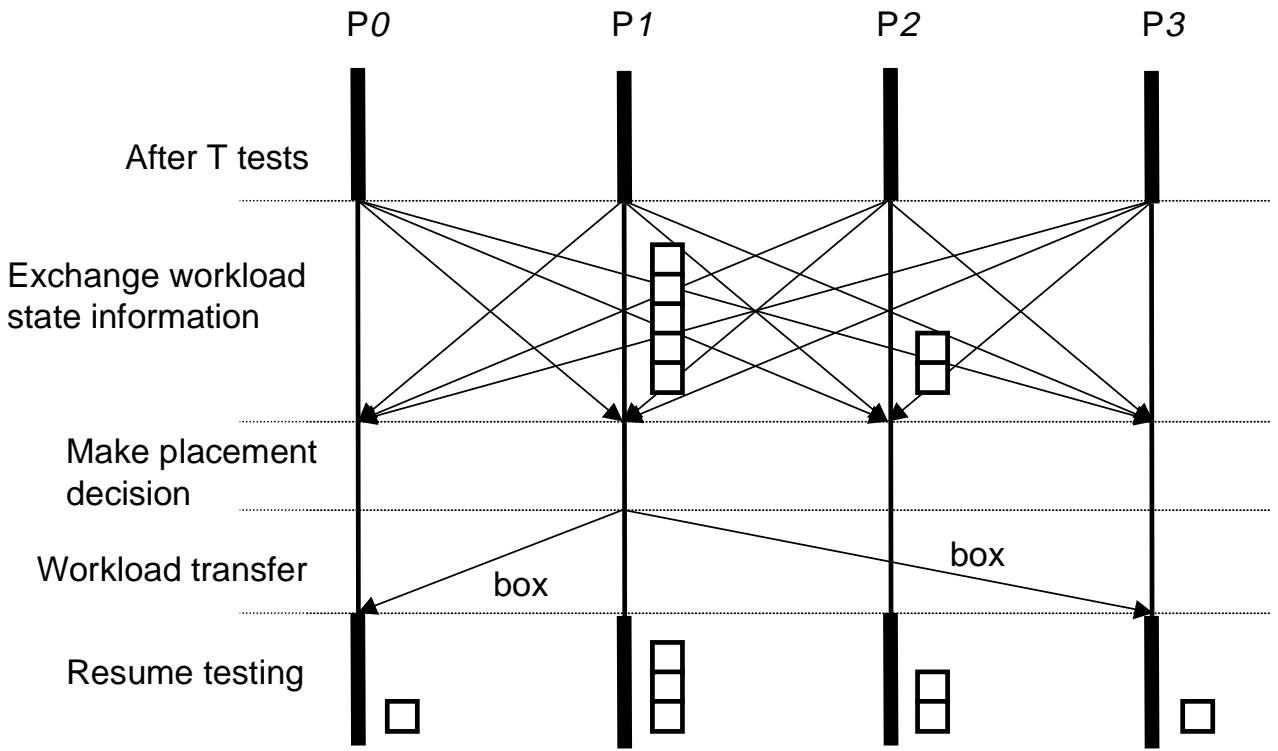 P0 P1 P2 P3
After T tests
Exchange workload
state information
Make placement
decision
Workload transfer
box
box
Resume testing